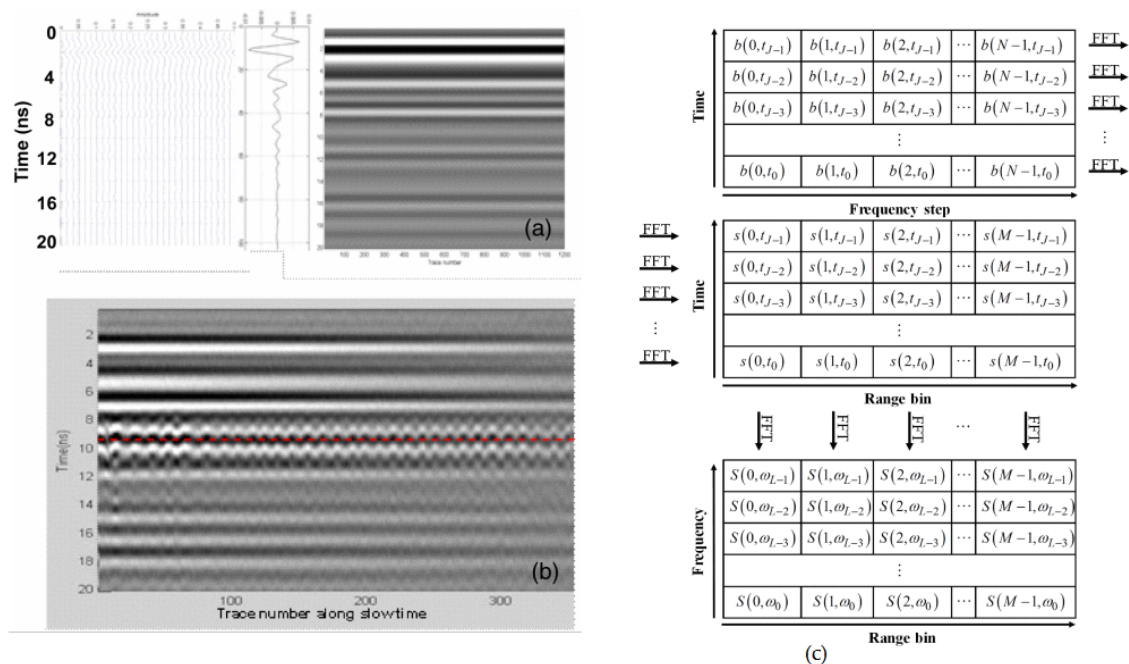 Time (ns)
0
4
8
12
16
20
Amplitude
(a)
100 200 300 400 500 600 700 800 900 1000 1100 1200
Trace number
Time(ns)
2
4
6
8
10
12
14
16
18
20
(b)
100 200 300
Trace number along slowtime
Time
b(0,t_{J−1}) b(1,t_{J−1}) b(2,t_{J−1}) ⋯ b(N−1,t_{J−1}) FFT
b(0,t_{J−2}) b(1,t_{J−2}) b(2,t_{J−2}) ⋯ b(N−1,t_{J−2}) FFT
b(0,t_{J−3}) b(1,t_{J−3}) b(2,t_{J−3}) ⋯ b(N−1,t_{J−3}) FFT
⋮ ⋮
b(0,t_0) b(1,t_0) b(2,t_0) ⋯ b(N−1,t_0) FFT
Frequency step
Time
FFT s(0,t_{J−1}) s(1,t_{J−1}) s(2,t_{J−1}) ⋯ s(M−1,t_{J−1})
FFT s(0,t_{J−2}) s(1,t_{J−2}) s(2,t_{J−2}) ⋯ s(M−1,t_{J−2})
FFT s(0,t_{J−3}) s(1,t_{J−3}) s(2,t_{J−3}) ⋯ s(M−1,t_{J−3})
⋮ ⋮
FFT s(0,t_0) s(1,t_0) s(2,t_0) ⋯ s(M−1,t_0)
Range bin
FFT FFT FFT ⋯ FFT
Frequency
S(0,ω_{L−1}) S(1,ω_{L−1}) S(2,ω_{L−1}) ⋯ S(M−1,ω_{L−1})
S(0,ω_{L−2}) S(1,ω_{L−2}) S(2,ω_{L−2}) ⋯ S(M−1,ω_{L−2})
S(0,ω_{L−3}) S(1,ω_{L−3}) S(2,ω_{L−3}) ⋯ S(M−1,ω_{L−3})
⋮
S(0,ω_0) S(1,ω_0) S(2,ω_0) ⋯ S(M−1,ω_0)
Range bin
(c)